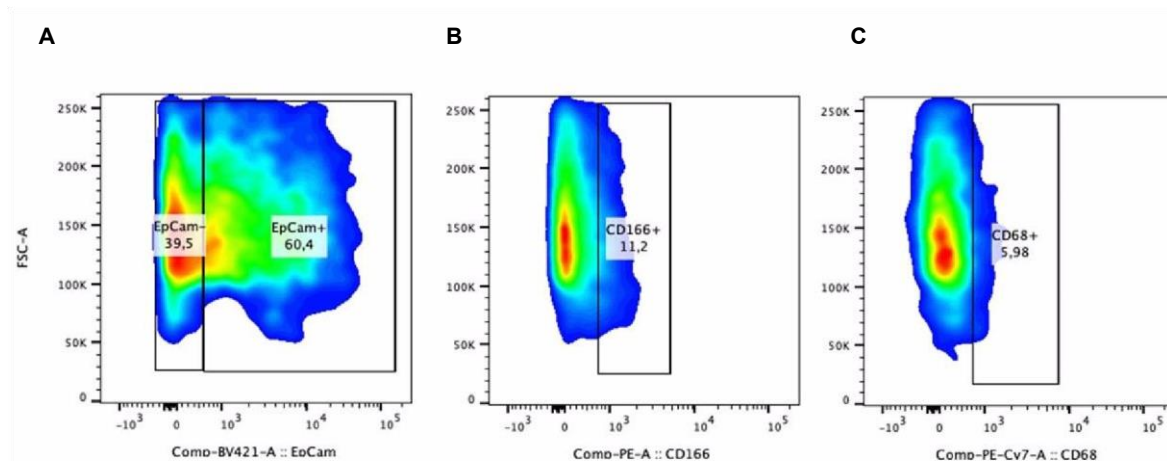 A
B
C
250K
200K
150K
100K
50K
0
FSC-A
EpCam-
39,5
EpCam+
60,4
-10³
0
10³
10⁴
10⁵
Comp-BV421-A :: EpCam
250K
200K
150K
100K
50K
0
CD166+
11,2
-10³
0
10³
10⁴
10⁵
Comp-PE-A :: CD166
250K
200K
150K
100K
50K
0
CD68+
5,98
-10³
0
10³
10⁴
10⁵
Comp-PE-Cy7-A :: CD68